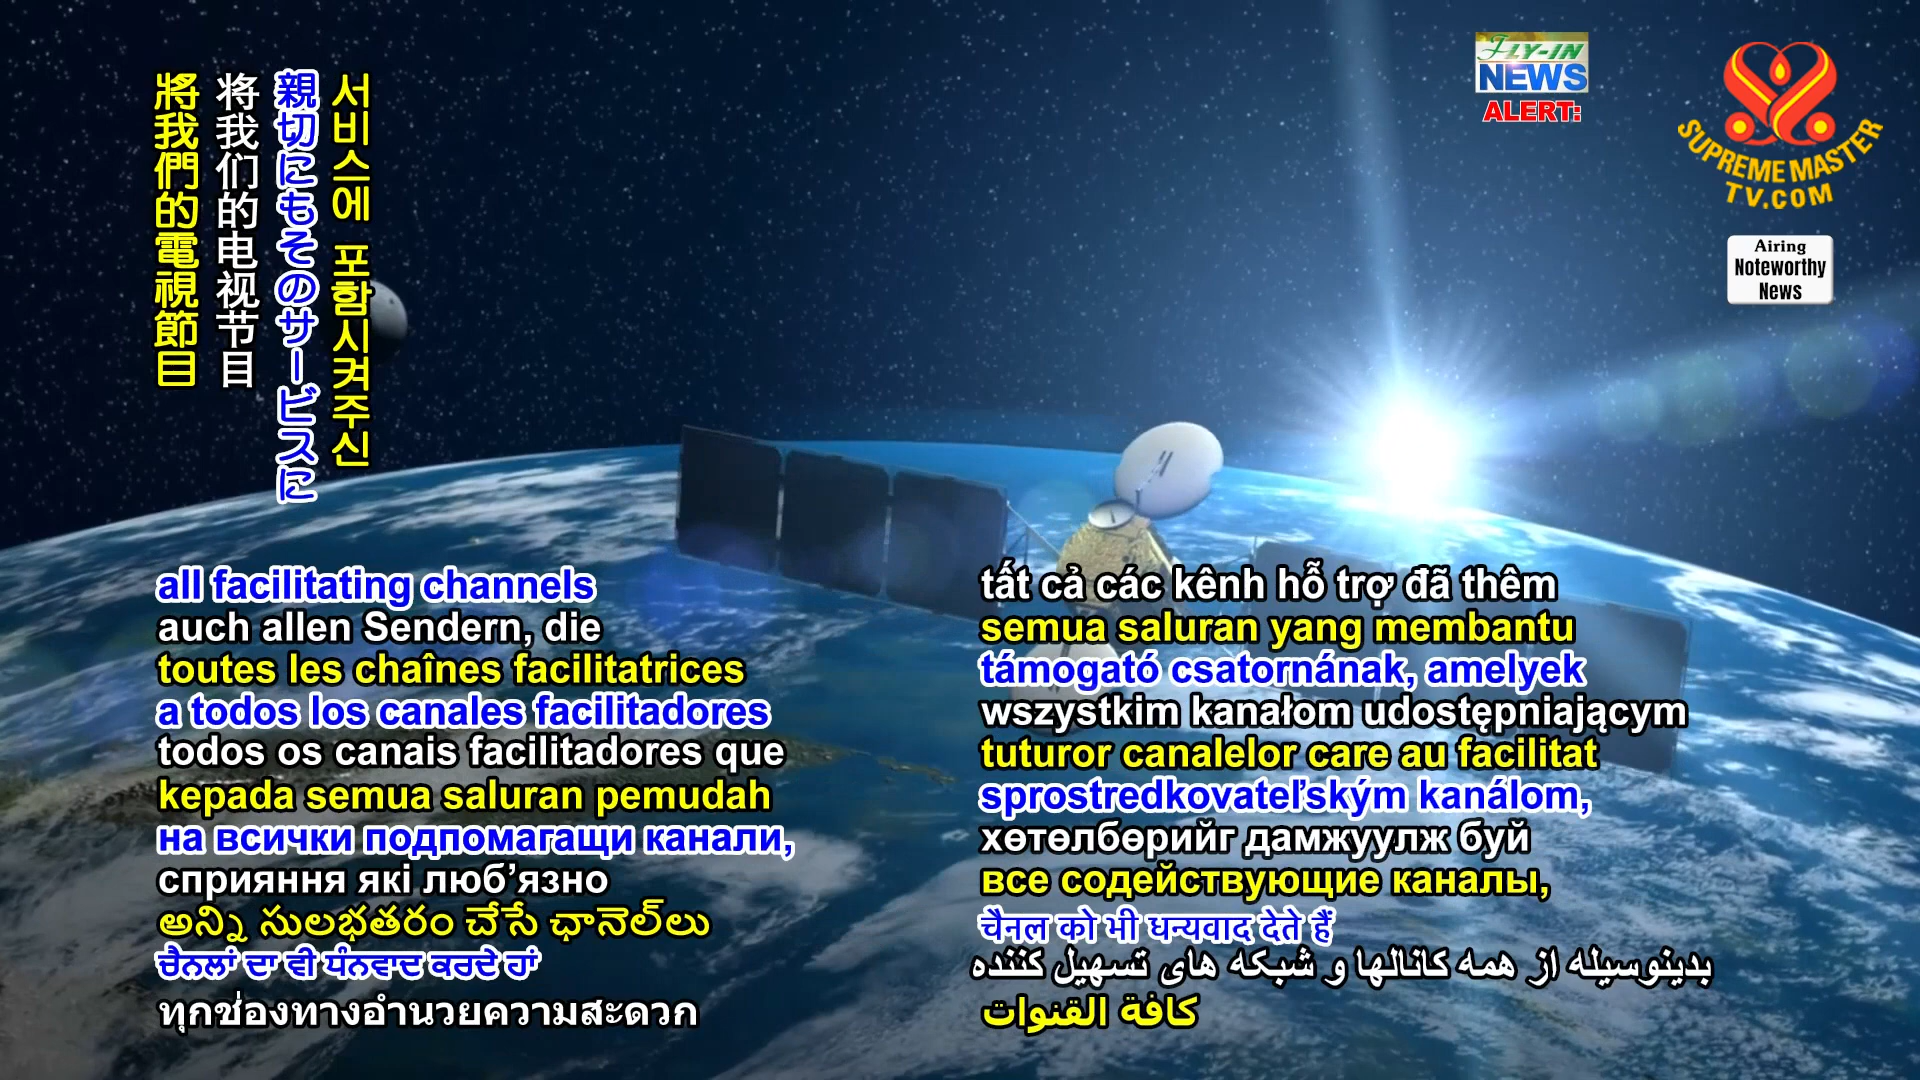 將我們的電視節目
将我们的电视节目
親切にもそのサービスに
서비스에 포함시켜주신
FLY-IN
NEWS
ALERT:
SUPREME MASTER
TV.COM
Airing
Noteworthy
News
all facilitating channels
auch allen Sendern, die
toutes les chaînes facilitatrices
a todos los canales facilitadores
todos os canais facilitadores que
kepada semua saluran pemudah
на всички подпомагащи канали,
сприяння які люб’язно
అన్ని సులభతరం చేసే ఛానెల్‌లు
ਚੈਨਲਾਂ ਦਾ ਵੀ ਧੰਨਵਾਦ ਕਰਦੇ ਹਾਂ
ทุกช่องทางอำนวยความสะดวก
tất cả các kênh hỗ trợ đã thêm
semua saluran yang membantu
támogató csatornának, amelyek
wszystkim kanałom udostępniającym
tuturor canalelor care au facilitat
sprostredkovateľským kanálom,
хөтөлбөрийг дамжуулж буй
все содействующие каналы,
चैनल को भी धन्यवाद देते हैं
بدینوسیله از همه کانالها و شبکه های تسهیل کننده
كافة القنوات